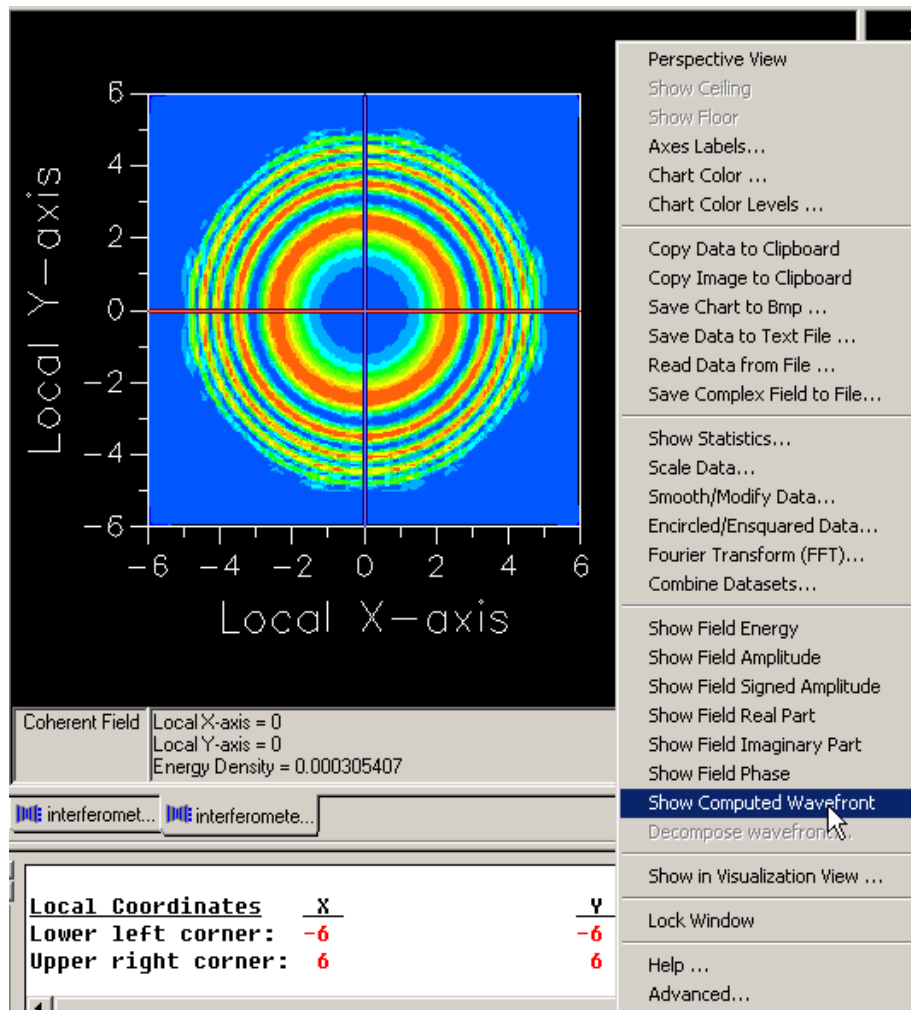 6
4
2
0
−2
−4
−6
Local Y−axis
−6 −4 −2 0 2 4 6
Local X−axis
Coherent Field
Local X-axis = 0
Local Y-axis = 0
Energy Density = 0.000305407
interferomet...
interferomete...
Local Coordinates X Y
Lower left corner: -6 -6
Upper right corner: 6 6
Perspective View
Show Ceiling
Show Floor
Axes Labels...
Chart Color ...
Chart Color Levels ...
Copy Data to Clipboard
Copy Image to Clipboard
Save Chart to Bmp ...
Save Data to Text File ...
Read Data from File ...
Save Complex Field to File...
Show Statistics...
Scale Data...
Smooth/Modify Data...
Encircled/Ensquared Data...
Fourier Transform (FFT)...
Combine Datasets...
Show Field Energy
Show Field Amplitude
Show Field Signed Amplitude
Show Field Real Part
Show Field Imaginary Part
Show Field Phase
Show Computed Wavefront
Decompose wavefront...
Show in Visualization View ...
Lock Window
Help ...
Advanced...